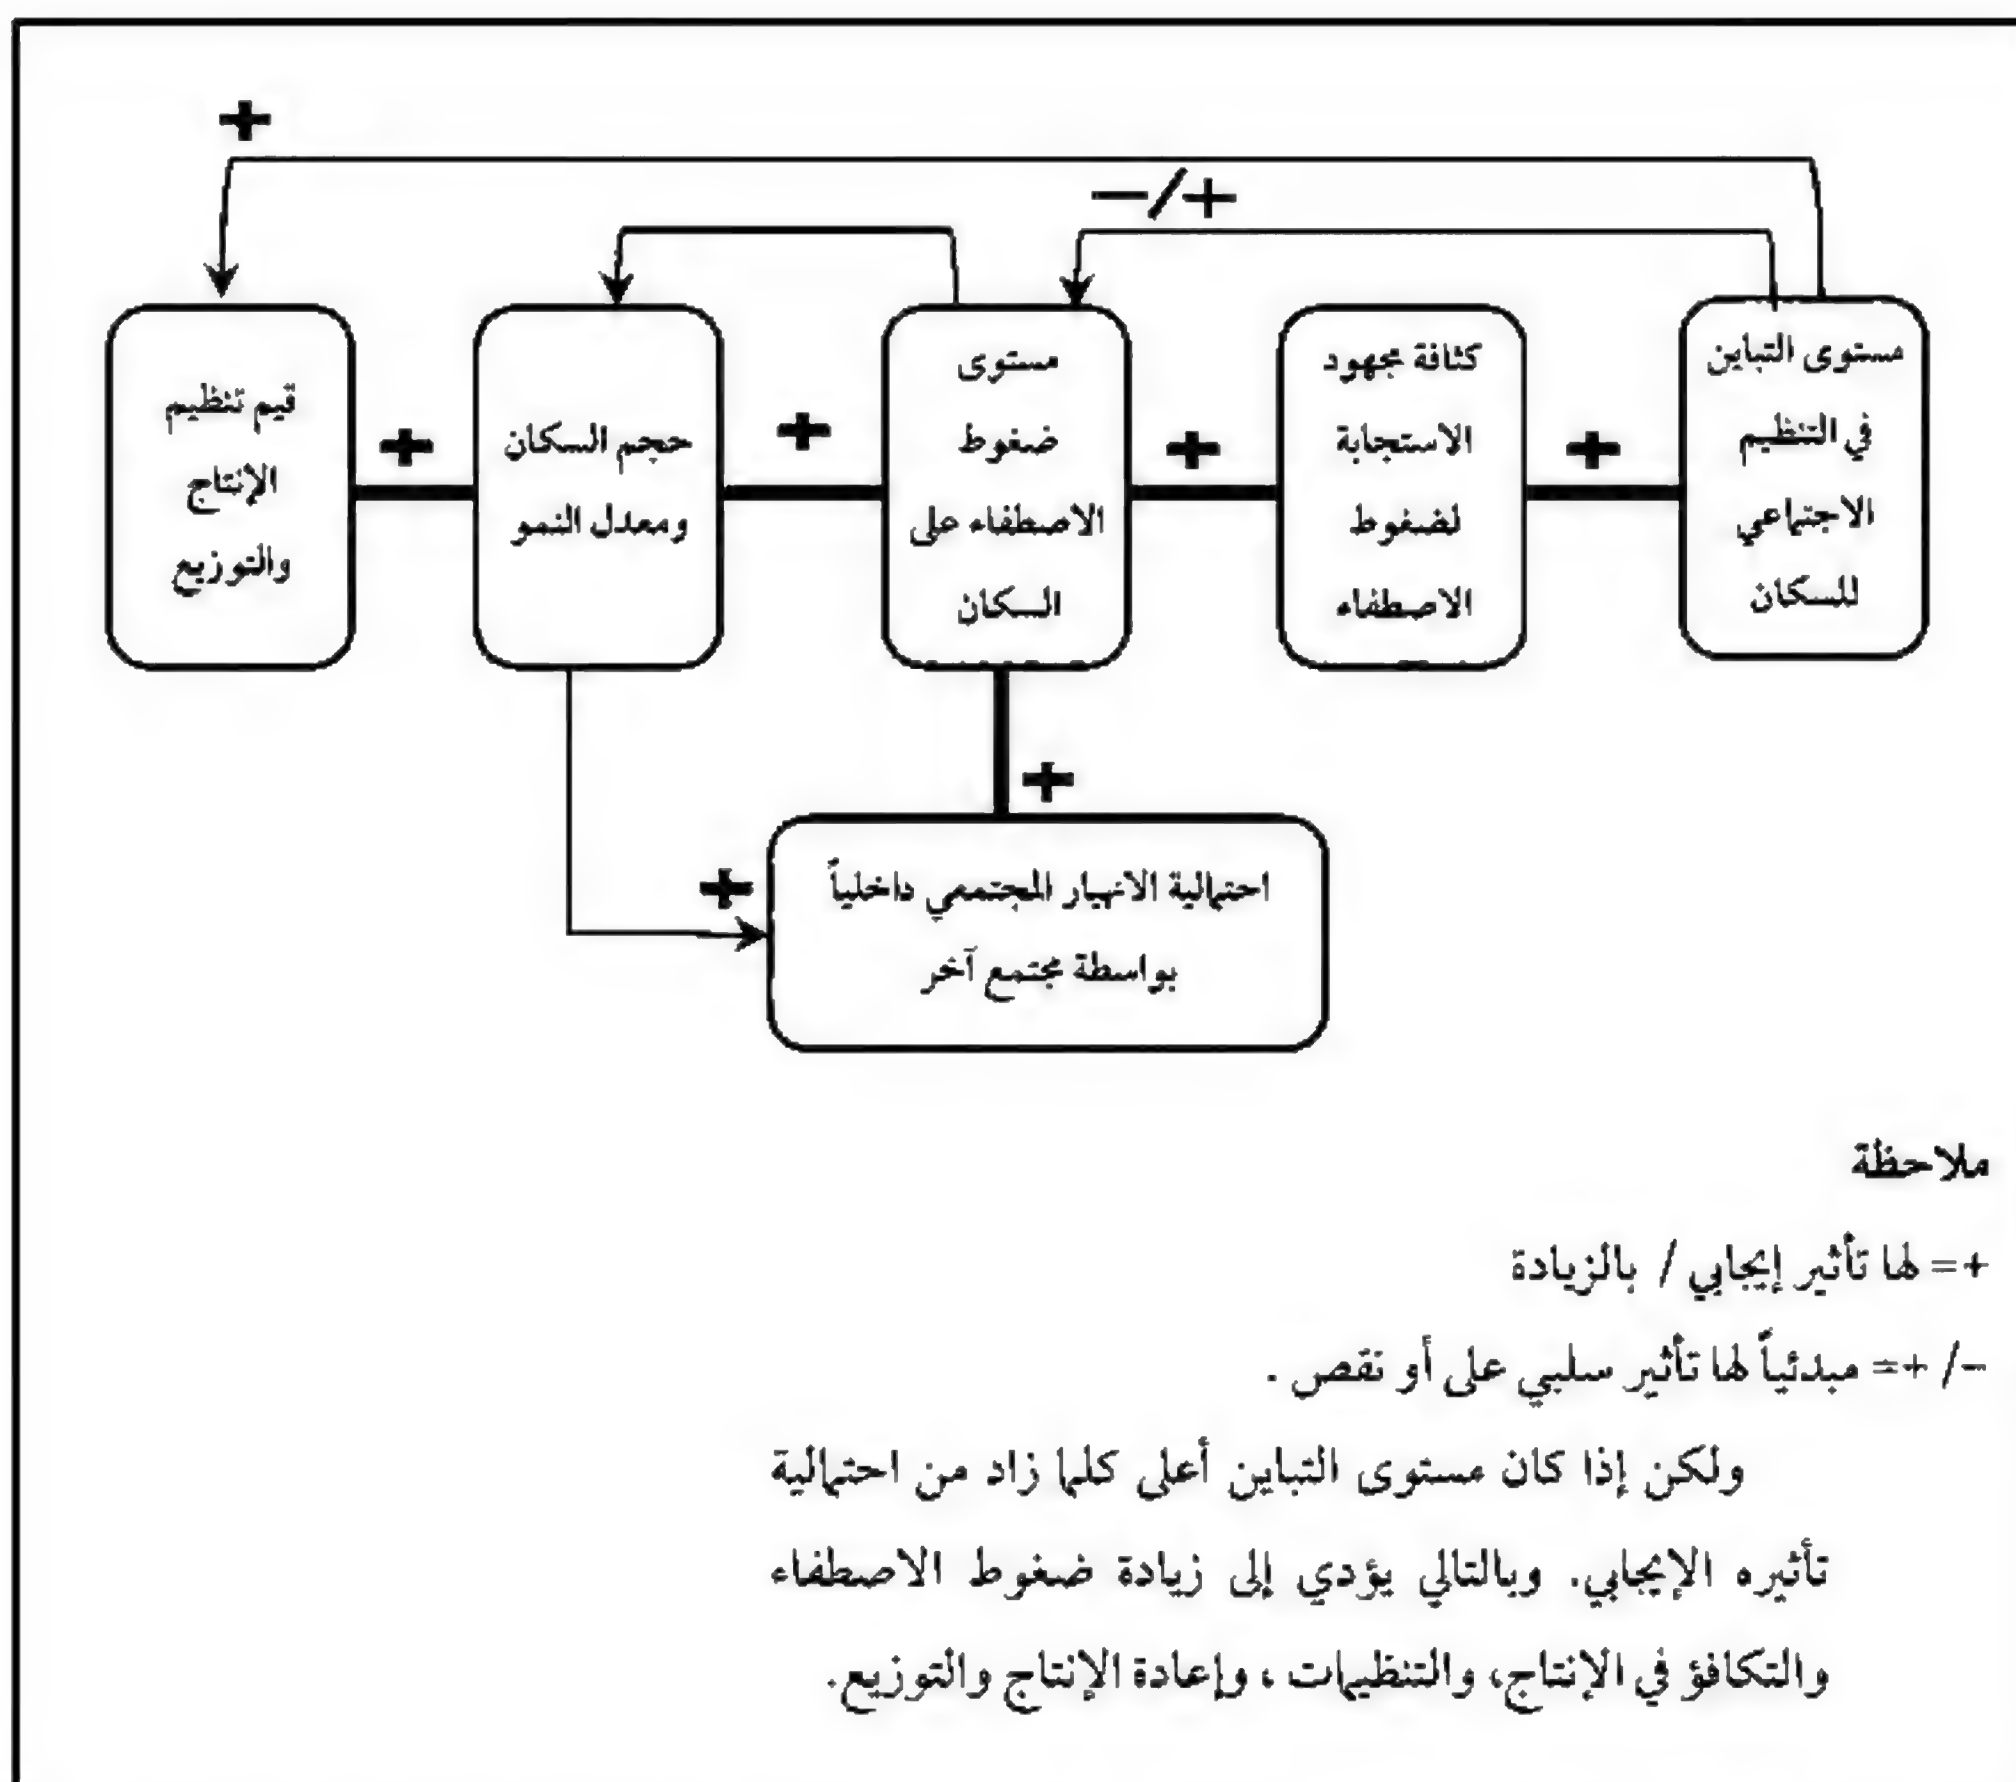 +
−/+
مستوى التباين
في التنظيم
الاجتماعي
للسكان
+
كثافة مجهود
الاستجابة
لضغوط
الاصطفاء
+
مستوى
ضغوط
الاصطفاء على
السكان
+
حجم السكان
ومعدل النمو
+
قيم تنظيم
الإنتاج
والتوزيع
+
+
احتمالية الانهيار المجتمعي داخلياً
بواسطة مجتمع آخر
ملاحظة
+= لها تأثير إيجابي / بالزيادة
−/ += مبدئياً لها تأثير سلبي على أو نقص .
ولكن إذا كان مستوى التباين أعلى كلما زاد من احتمالية
تأثيره الإيجابي. وبالتالي يؤدي إلى زيادة ضغوط الاصطفاء
والتكافؤ في الإنتاج، والتنظيمات ، وإعادة الإنتاج والتوزيع.